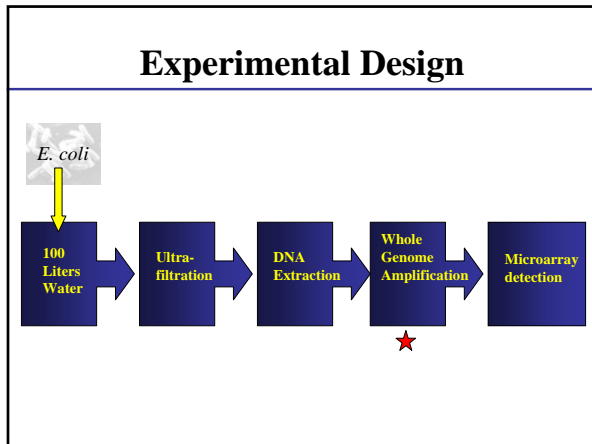 Experimental Design
E. coli
100
Liters
Water
Ultra-
filtration
DNA
Extraction
Whole
Genome
Amplification
Microarray
detection